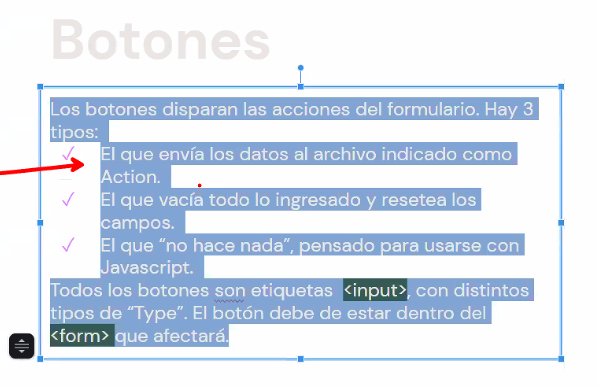 Botones
Los botones disparan las acciones del formulario. Hay 3
tipos:
✓ El que envía los datos al archivo indicado como
Action.
✓ El que vacía todo lo ingresado y resetea los
campos.
✓ El que “no hace nada”, pensado para usarse con
Javascript.
Todos los botones son etiquetas <input>, con distintos
tipos de “Type”. El botón debe de estar dentro del
<form> que afectará.